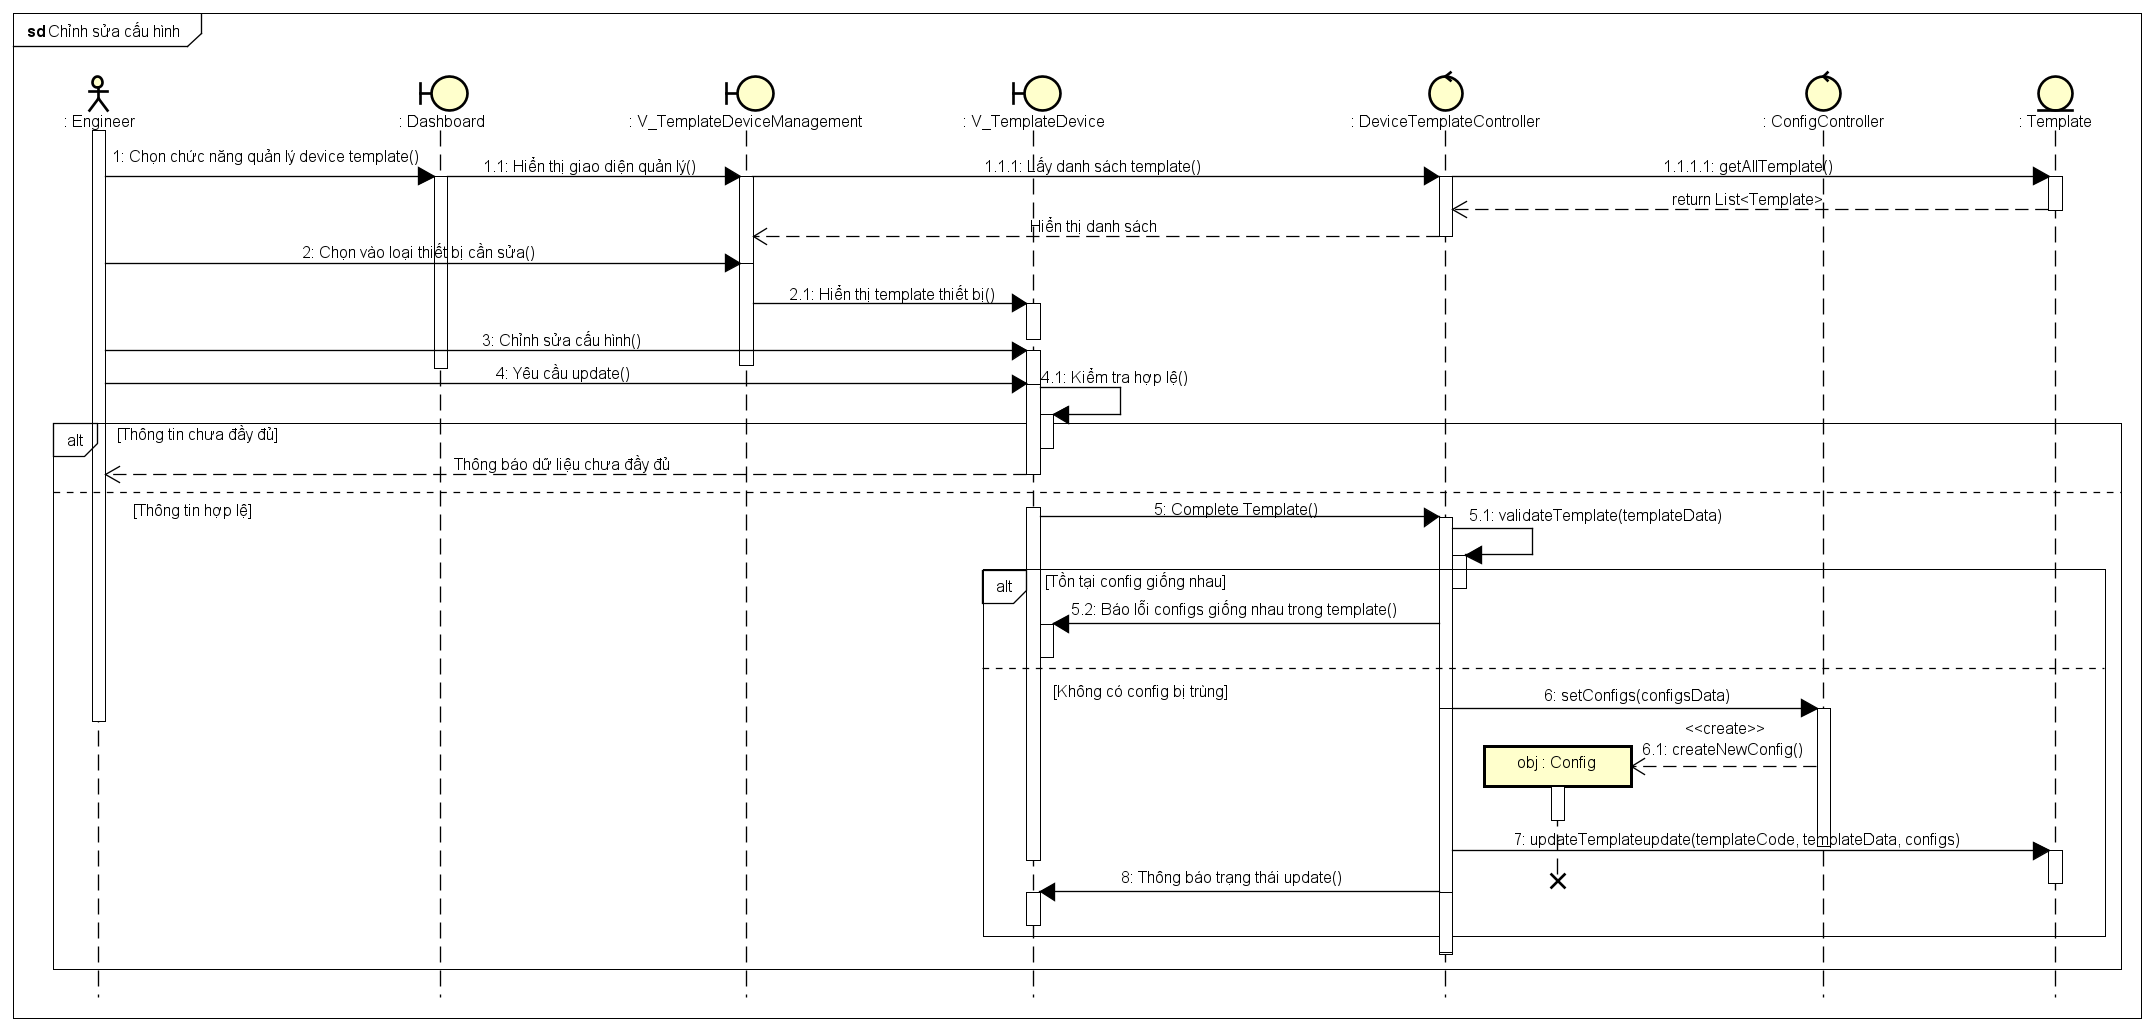 sd Chỉnh sửa cấu hình
: Engineer
: Dashboard
: V_TemplateDeviceManagement
: V_TemplateDevice
: DeviceTemplateController
: ConfigController
: Template
1: Chọn chức năng quản lý device template()
1.1: Hiển thị giao diện quản lý()
1.1.1: Lấy danh sách template()
1.1.1.1: getAllTemplate()
return List<Template>
Hiển thị danh sách
2: Chọn vào loại thiết bị cần sửa()
2.1: Hiển thị template thiết bị()
3: Chỉnh sửa cấu hình()
4: Yêu cầu update()
4.1: Kiểm tra hợp lệ()
alt
[Thông tin chưa đầy đủ]
Thông báo dữ liệu chưa đầy đủ
[Thông tin hợp lệ]
5: Complete Template()
5.1: validateTemplate(templateData)
alt
[Tồn tại config giống nhau]
5.2: Báo lỗi configs giống nhau trong template()
[Không có config bị trùng]
6: setConfigs(configsData)
<<create>>
6.1: createNewConfig()
obj : Config
7: updateTemplateupdate(templateCode, templateData, configs)
8: Thông báo trạng thái update()